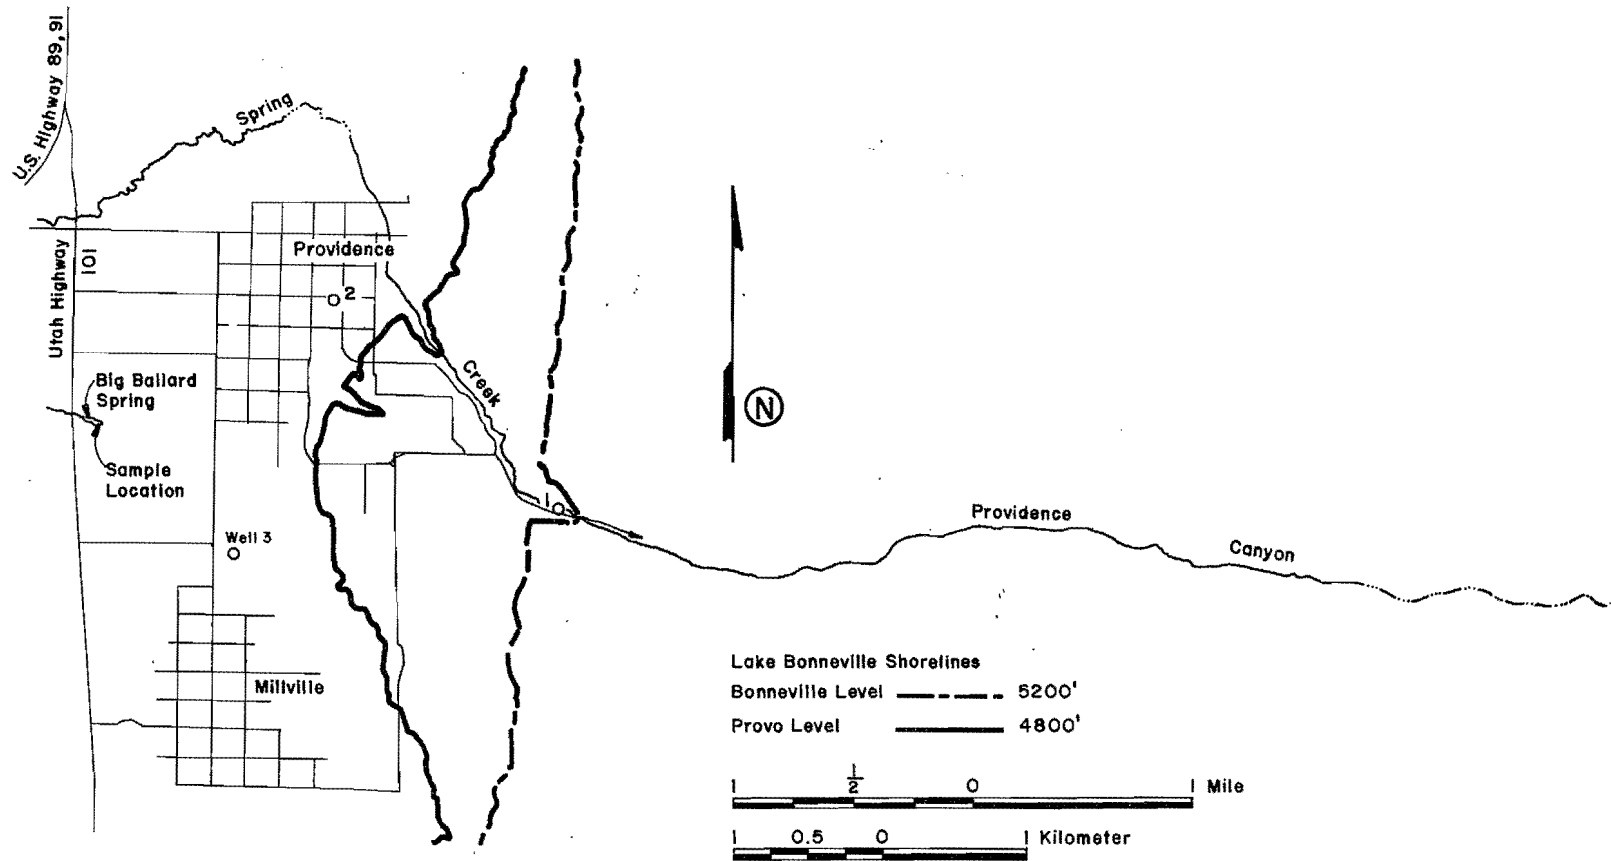 U.S. Highway 89, 91
Spring
Utah Highway
101
Providence
2
Big Ballard
Spring
Creek
Sample
Location
1
Well 3
N
Providence
Canyon
Millville
Lake Bonneville Shorelines
Bonneville Level 5200'
Provo Level 4800'
1 1/2 0 1 Mile
1 0.5 0 1 Kilometer